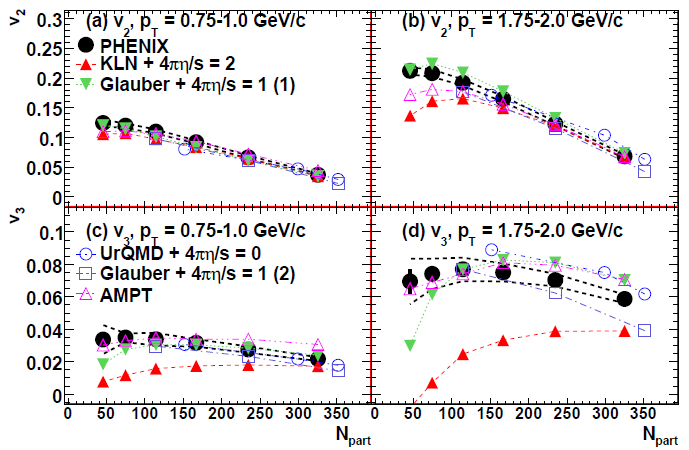 (a) v2, pT = 0.75-1.0 GeV/c
(b) v2, pT = 1.75-2.0 GeV/c
v2
0.3
0.25
0.2
0.15
0.1
0.05
0
PHENIX
KLN + 4πη/s = 2
Glauber + 4πη/s = 1 (1)
(c) v3, pT = 0.75-1.0 GeV/c
(d) v3, pT = 1.75-2.0 GeV/c
v3
0.1
0.08
0.06
0.04
0.02
0
UrQMD + 4πη/s = 0
Glauber + 4πη/s = 1 (2)
AMPT
0 50 100 150 200 250 300 350
0 50 100 150 200 250 300 350
Npart
Npart